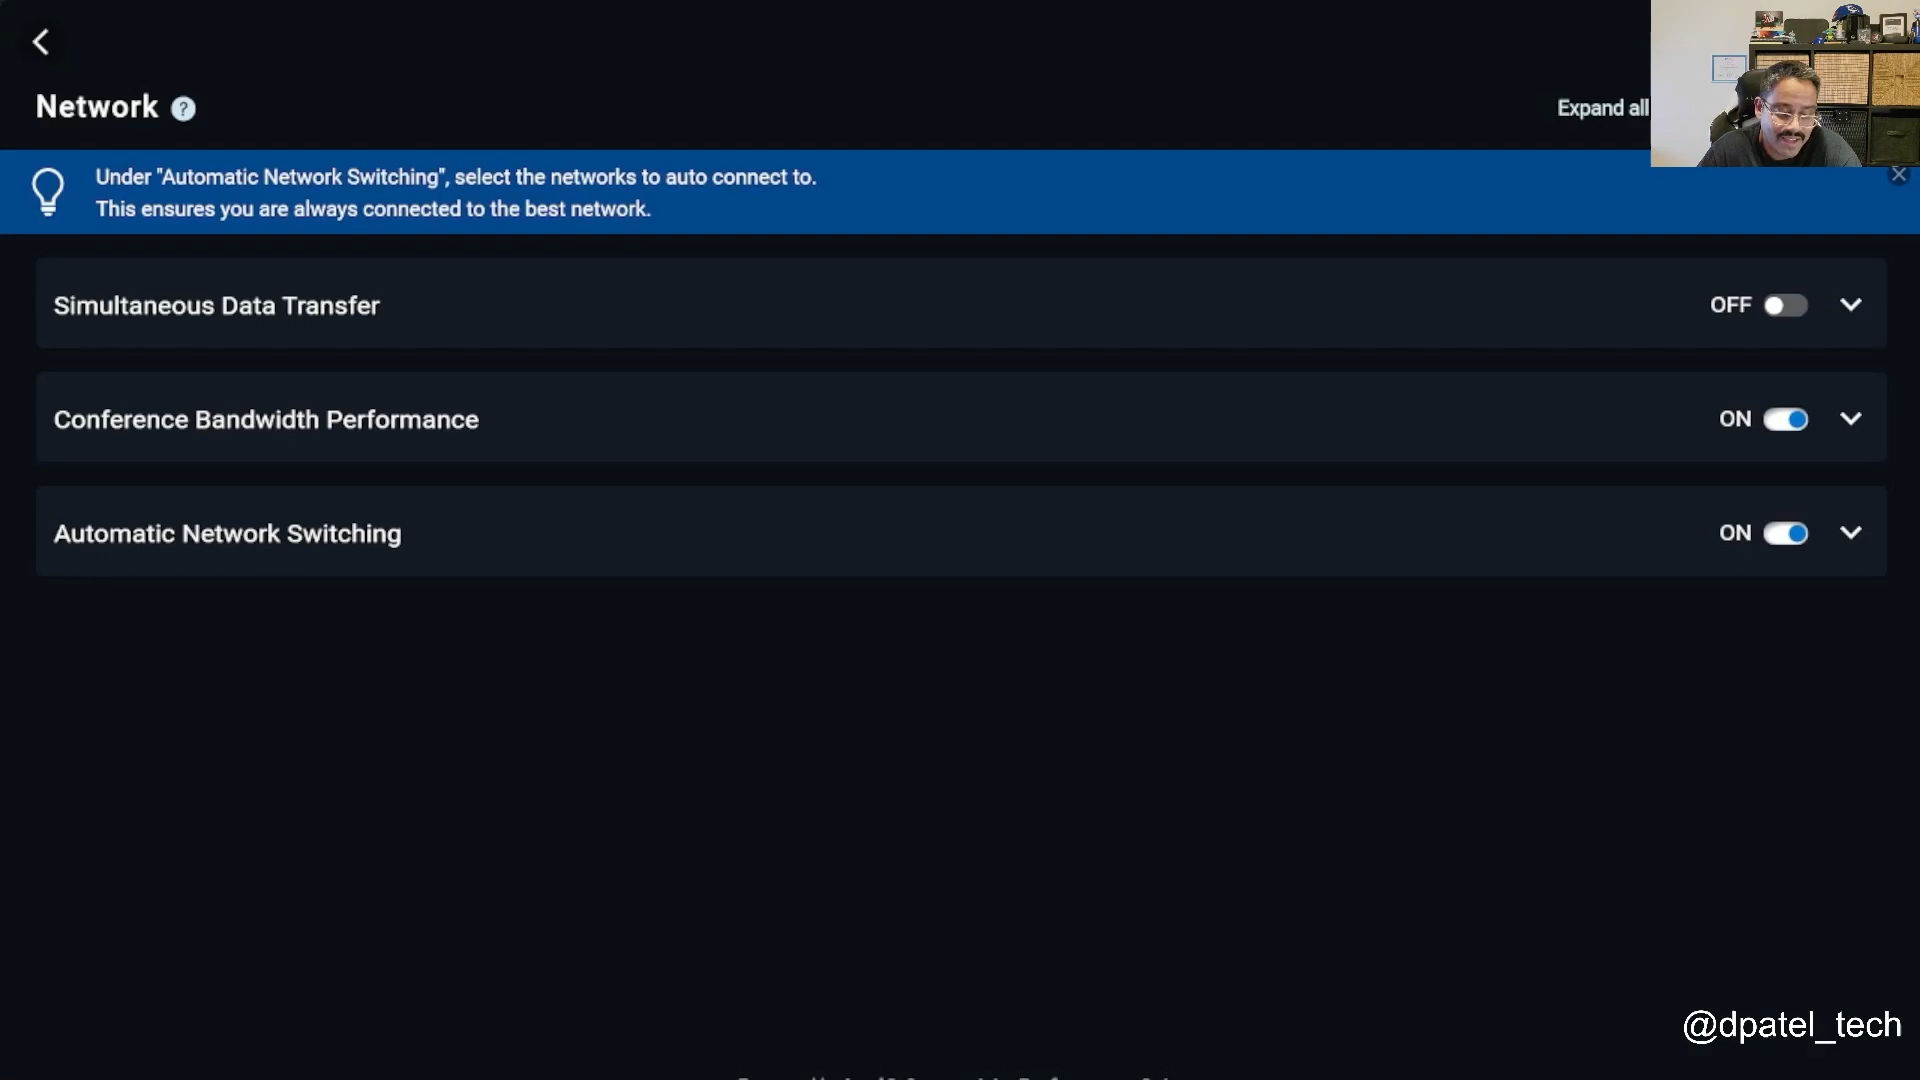 Network ?
Expand all
Under "Automatic Network Switching", select the networks to auto connect to.
This ensures you are always connected to the best network.
Simultaneous Data Transfer
OFF
Conference Bandwidth Performance
ON
Automatic Network Switching
ON
@dpatel_tech